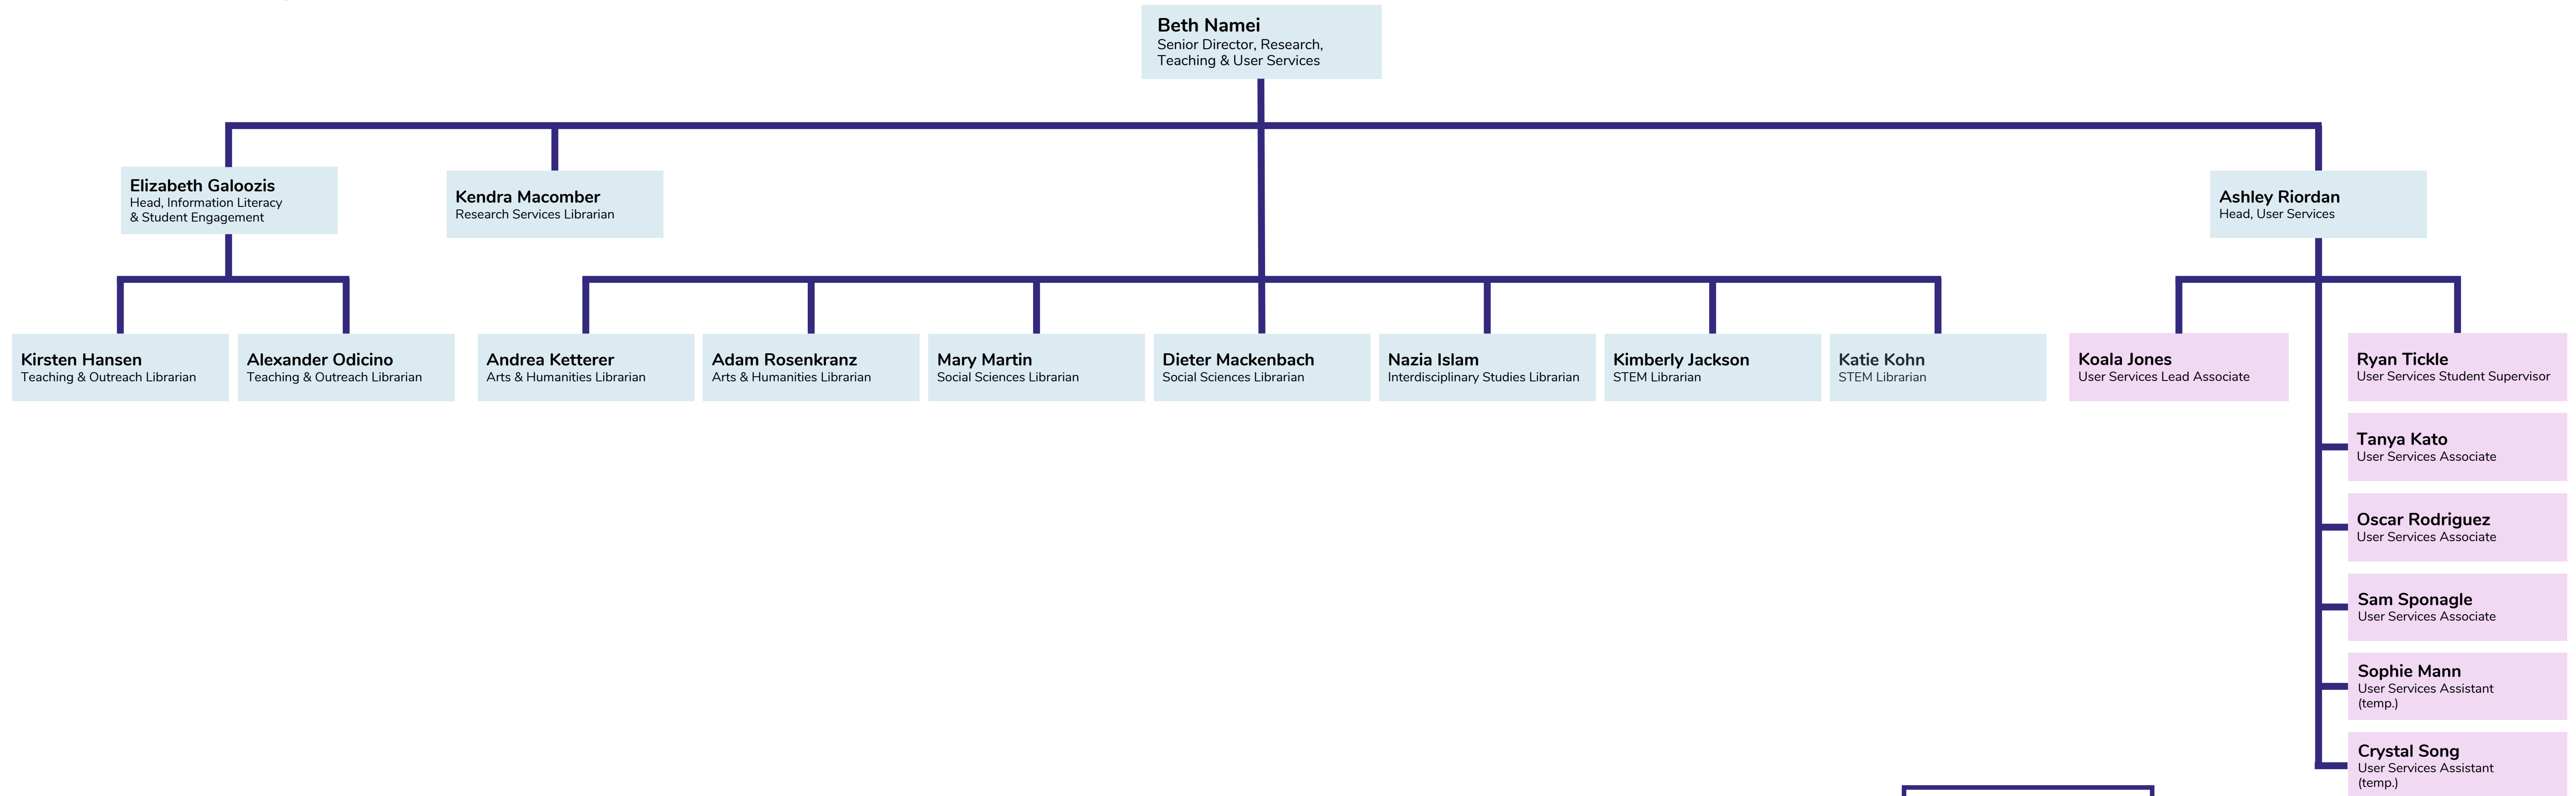 Beth Namei
Senior Director, Research,
Teaching & User Services
Elizabeth Galoozis
Head, Information Literacy
& Student Engagement
Kendra Macomber
Research Services Librarian
Ashley Riordan
Head, User Services
Kirsten Hansen
Teaching & Outreach Librarian
Alexander Odicino
Teaching & Outreach Librarian
Andrea Ketterer
Arts & Humanities Librarian
Adam Rosenkranz
Arts & Humanities Librarian
Mary Martin
Social Sciences Librarian
Dieter Mackenbach
Social Sciences Librarian
Nazia Islam
Interdisciplinary Studies Librarian
Kimberly Jackson
STEM Librarian
Katie Kohn
STEM Librarian
Koala Jones
User Services Lead Associate
Ryan Tickle
User Services Student Supervisor
Tanya Kato
User Services Associate
Oscar Rodriguez
User Services Associate
Sam Sponagle
User Services Associate
Sophie Mann
User Services Assistant
(temp.)
Crystal Song
User Services Assistant
(temp.)